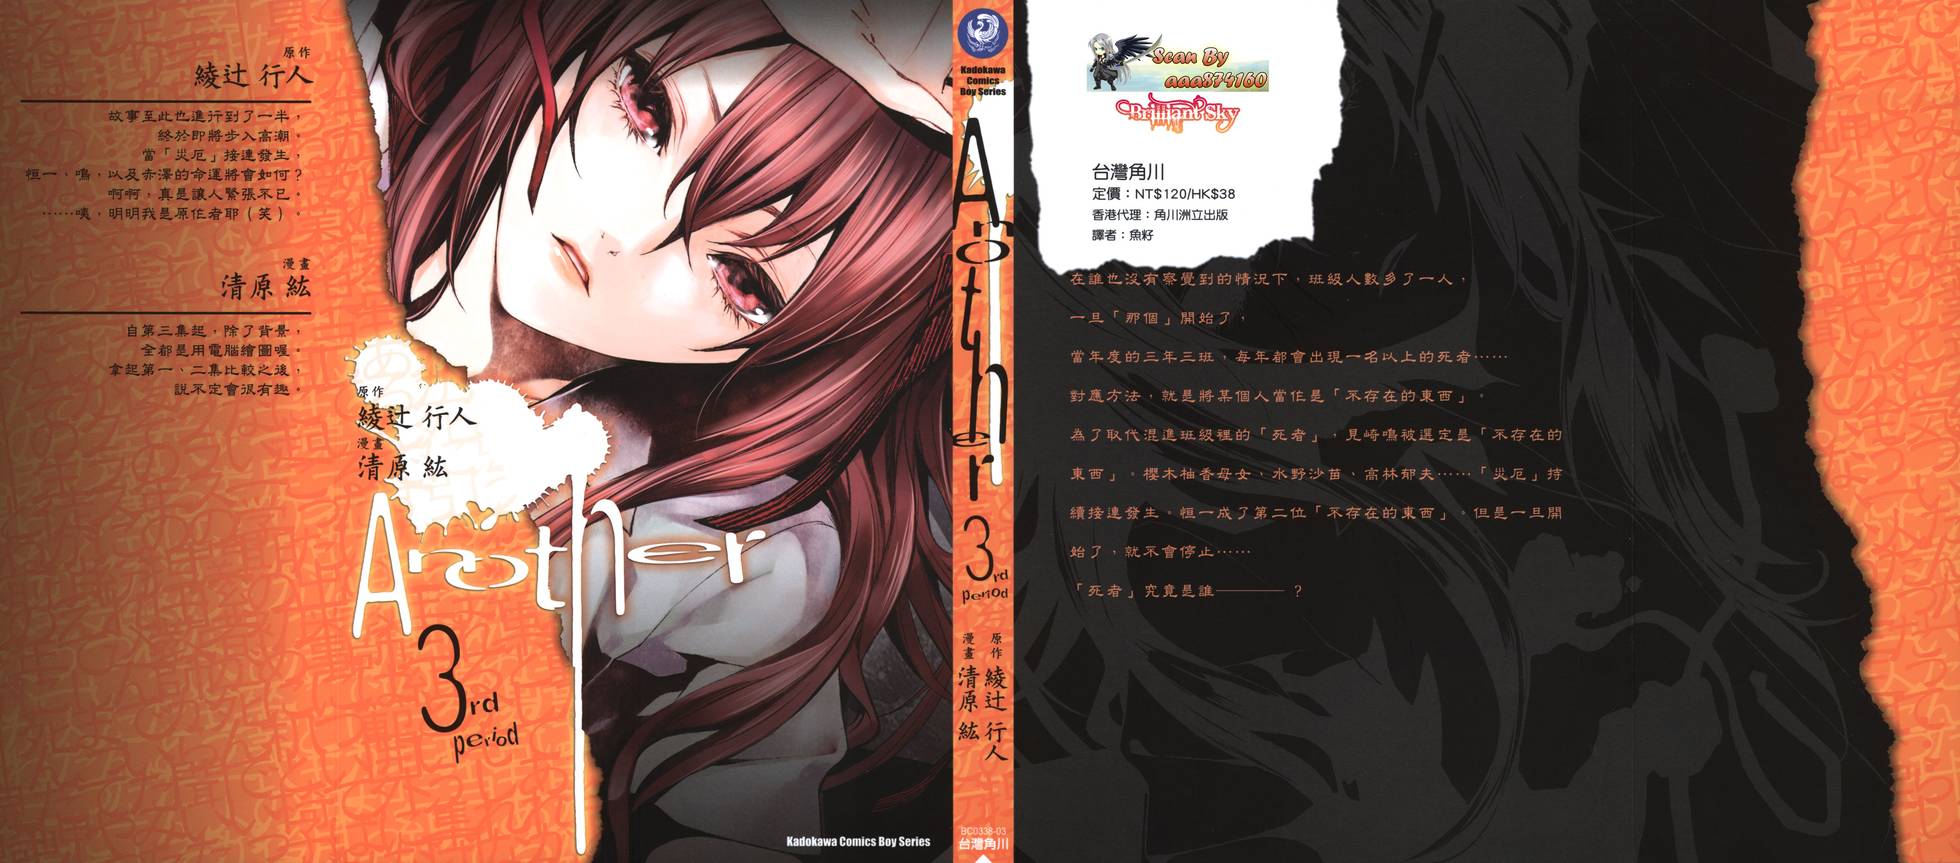 原作
綾辻 行人
故事至此也進行到了一半，
終於即將步入高潮。
當「災厄」接連發生，
恒一、鳴，以及赤澤的命運將會如何？
啊啊，真是讓人緊張不已。
……咦，明明我是原作者耶（笑）。
漫畫
清原 紘
自第三集起，除了背景，
全都是用電腦繪圖喔。
拿起第一、二集比較之後，
說不定會很有趣。
原作
綾辻 行人
漫畫
清原 紘
Another
3rd
period
Kadokawa Comics Boy Series
Kadokawa
Comics
Boy Series
Another
3rd
period
原作 綾辻 行人
漫畫 清原 紘
BC0338-03
台灣角川
Scan By
aaa874160
Brilliant Sky
台灣角川
定價：NT$120/HK$38
香港代理：角川洲立出版
譯者：魚籽
在誰也沒有察覺到的情況下，班級人數多了一人，
一旦「那個」開始了，
當年度的三年三班，每年都會出現一名以上的死者……
對應方法，就是將某個人當作是「不存在的東西」。
為了取代混進班級裡的「死者」，見崎鳴被選定是「不存在的
東西」。櫻木柚香母女、水野沙苗、高林郁夫……「災厄」持
續接連發生。恒一成了第二位「不存在的東西」。但是一旦開
始了，就不會停止……
「死者」究竟是誰────？